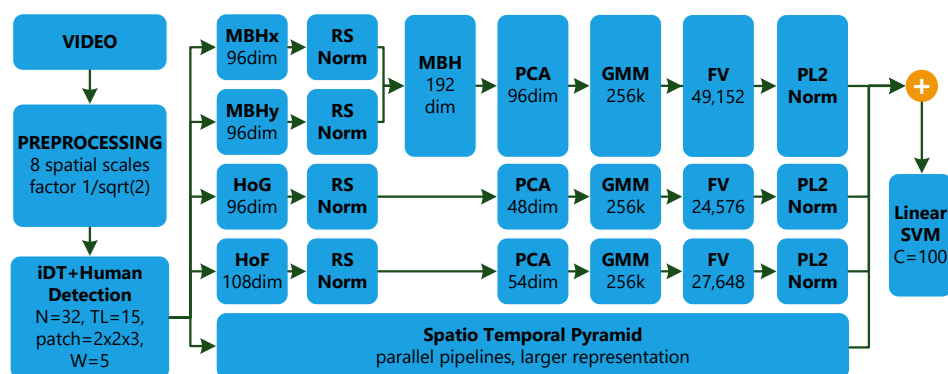 VIDEO
PREPROCESSING
8 spatial scales
factor 1/sqrt(2)
iDT+Human
Detection
N=32, TL=15,
patch=2x2x3,
W=5
MBHx
96dim
RS
Norm
MBHy
96dim
RS
Norm
MBH
192
dim
PCA
96dim
GMM
256k
FV
49,152
PL2
Norm
HoG
96dim
RS
Norm
PCA
48dim
GMM
256k
FV
24,576
PL2
Norm
HoF
108dim
RS
Norm
PCA
54dim
GMM
256k
FV
27,648
PL2
Norm
Spatio Temporal Pyramid
parallel pipelines, larger representation
+
Linear
SVM
C=100